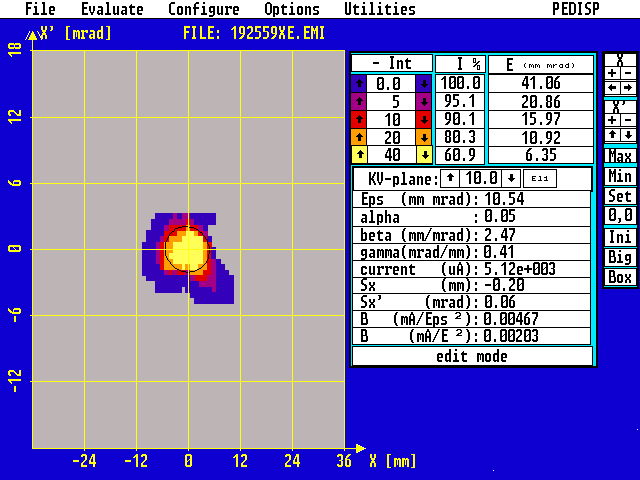 File Evaluate Configure Options Utilities PEDISP
X' [mrad] FILE: 192559XE.EMI
18
12
6
0
-6
-12
-24 -12 0 12 24 36 X [mm]
- Int I % E (mm mrad)
0.0 100.0 41.06
5 95.1 20.86
10 90.1 15.97
20 80.3 10.92
40 60.9 6.35
KV-plane: 10.0 Ell
Eps (mm mrad): 10.54
alpha : 0.05
beta (mm/mrad): 2.47
gamma(mrad/mm): 0.41
current (uA): 5.12e+003
Sx (mm): -0.20
Sx' (mrad): 0.06
B (mA/Eps ²): 0.00467
B (mA/E ²): 0.00203
edit mode
X
+ -
X'
+ -
Max
Min
Set
0,0
Ini
Big
Box